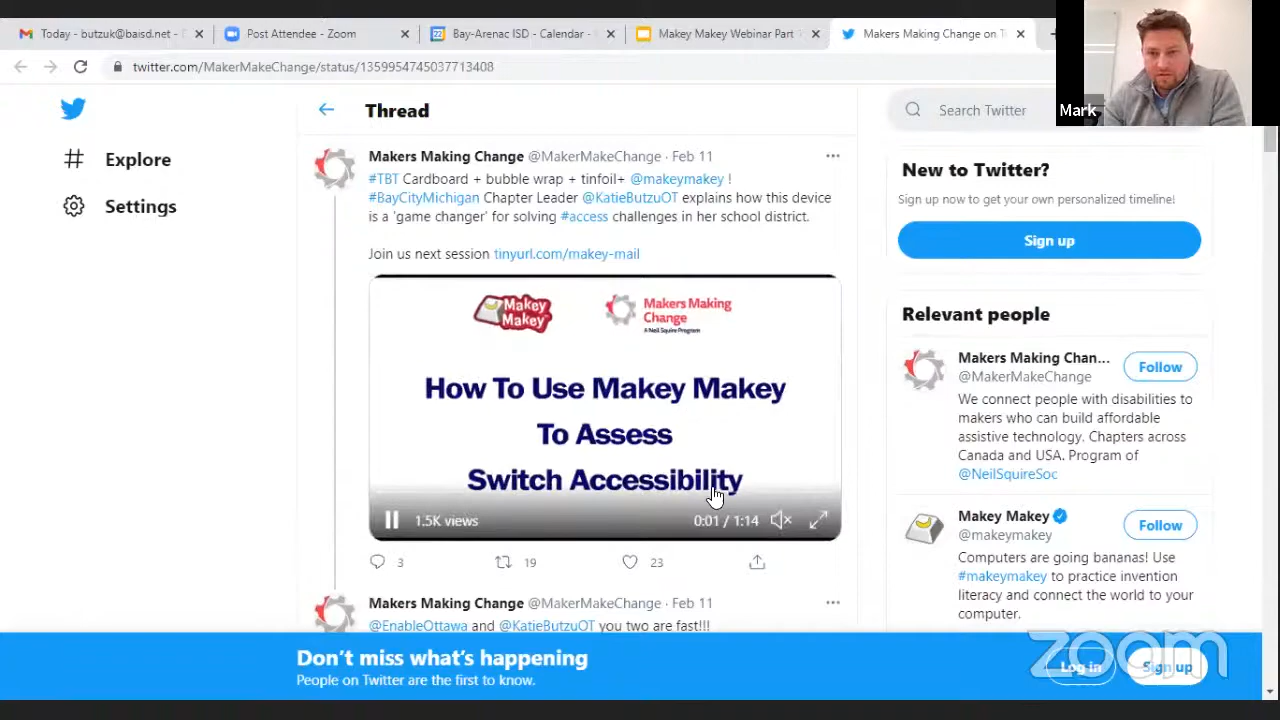 Today - butzuk@baisd.net -
Post Attendee - Zoom
Bay-Arenac ISD - Calendar -
Makey Makey Webinar Part
Makers Making Change on T
twitter.com/MakerMakeChange/status/1359954745037713408
Mark
Explore
Settings
Thread
Makers Making Change @MakerMakeChange · Feb 11
#TBT Cardboard + bubble wrap + tinfoil+ @makeymakey !
#BayCityMichigan Chapter Leader @KatieButzuOT explains how this device
is a 'game changer' for solving #access challenges in her school district.
Join us next session tinyurl.com/makey-mail
Makey
Makey
Makers Making
Change
A Neil Squire Program
How To Use Makey Makey
To Assess
Switch Accessibility
1.5K views
0:01 / 1:14
3
19
23
Makers Making Change @MakerMakeChange · Feb 11
@EnableOttawa and @KatieButzuOT you two are fast!!!
Search Twitter
New to Twitter?
Sign up now to get your own personalized timeline!
Sign up
Relevant people
Makers Making Chan...
@MakerMakeChange
Follow
We connect people with disabilities to
makers who can build affordable
assistive technology. Chapters across
Canada and USA. Program of
@NeilSquireSoc
Makey Makey
@makeymakey
Follow
Computers are going bananas! Use
#makeymakey to practice invention
literacy and connect the world to your
computer.
Don't miss what's happening
People on Twitter are the first to know.
Log in
Sign up
zoom